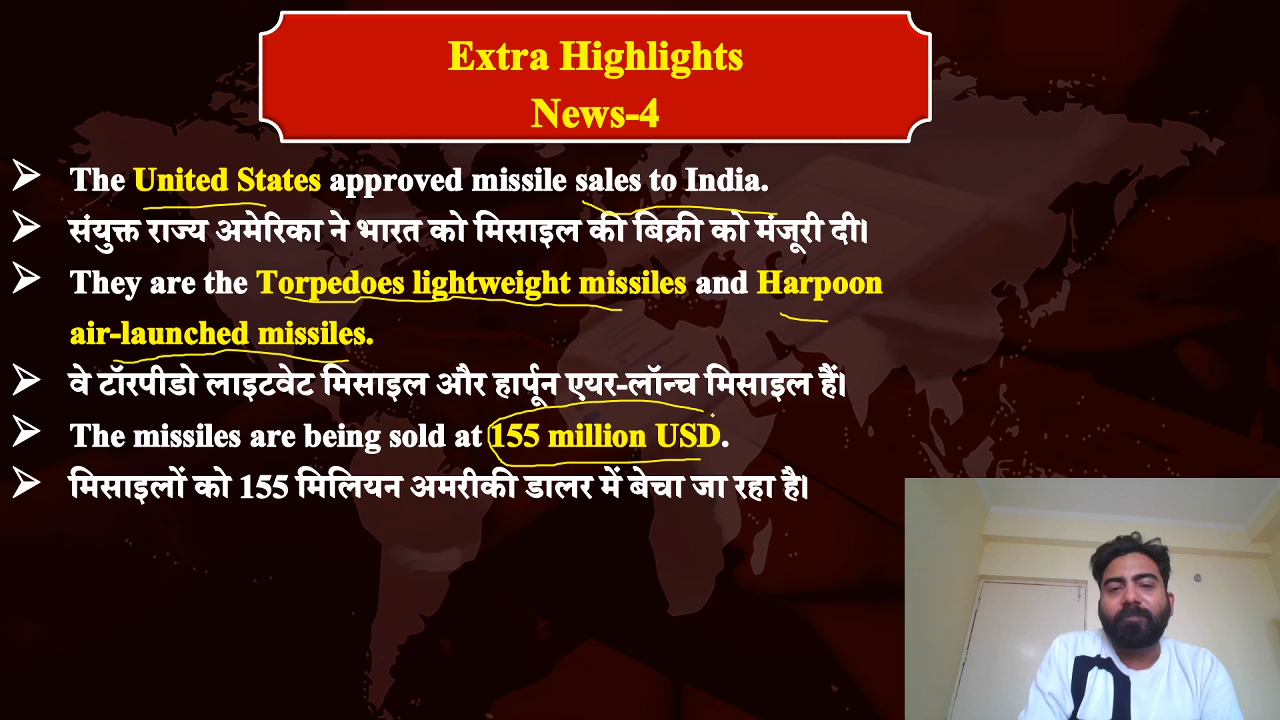 Extra Highlights
News-4
The United States approved missile sales to India.
संयुक्त राज्य अमेरिका ने भारत को मिसाइल की बिक्री को मंजूरी दी।
They are the Torpedoes lightweight missiles and Harpoon
air-launched missiles.
वे टॉरपीडो लाइटवेट मिसाइल और हार्पून एयर-लॉन्च मिसाइल हैं।
The missiles are being sold at 155 million USD.
मिसाइलों को 155 मिलियन अमरीकी डालर में बेचा जा रहा है।